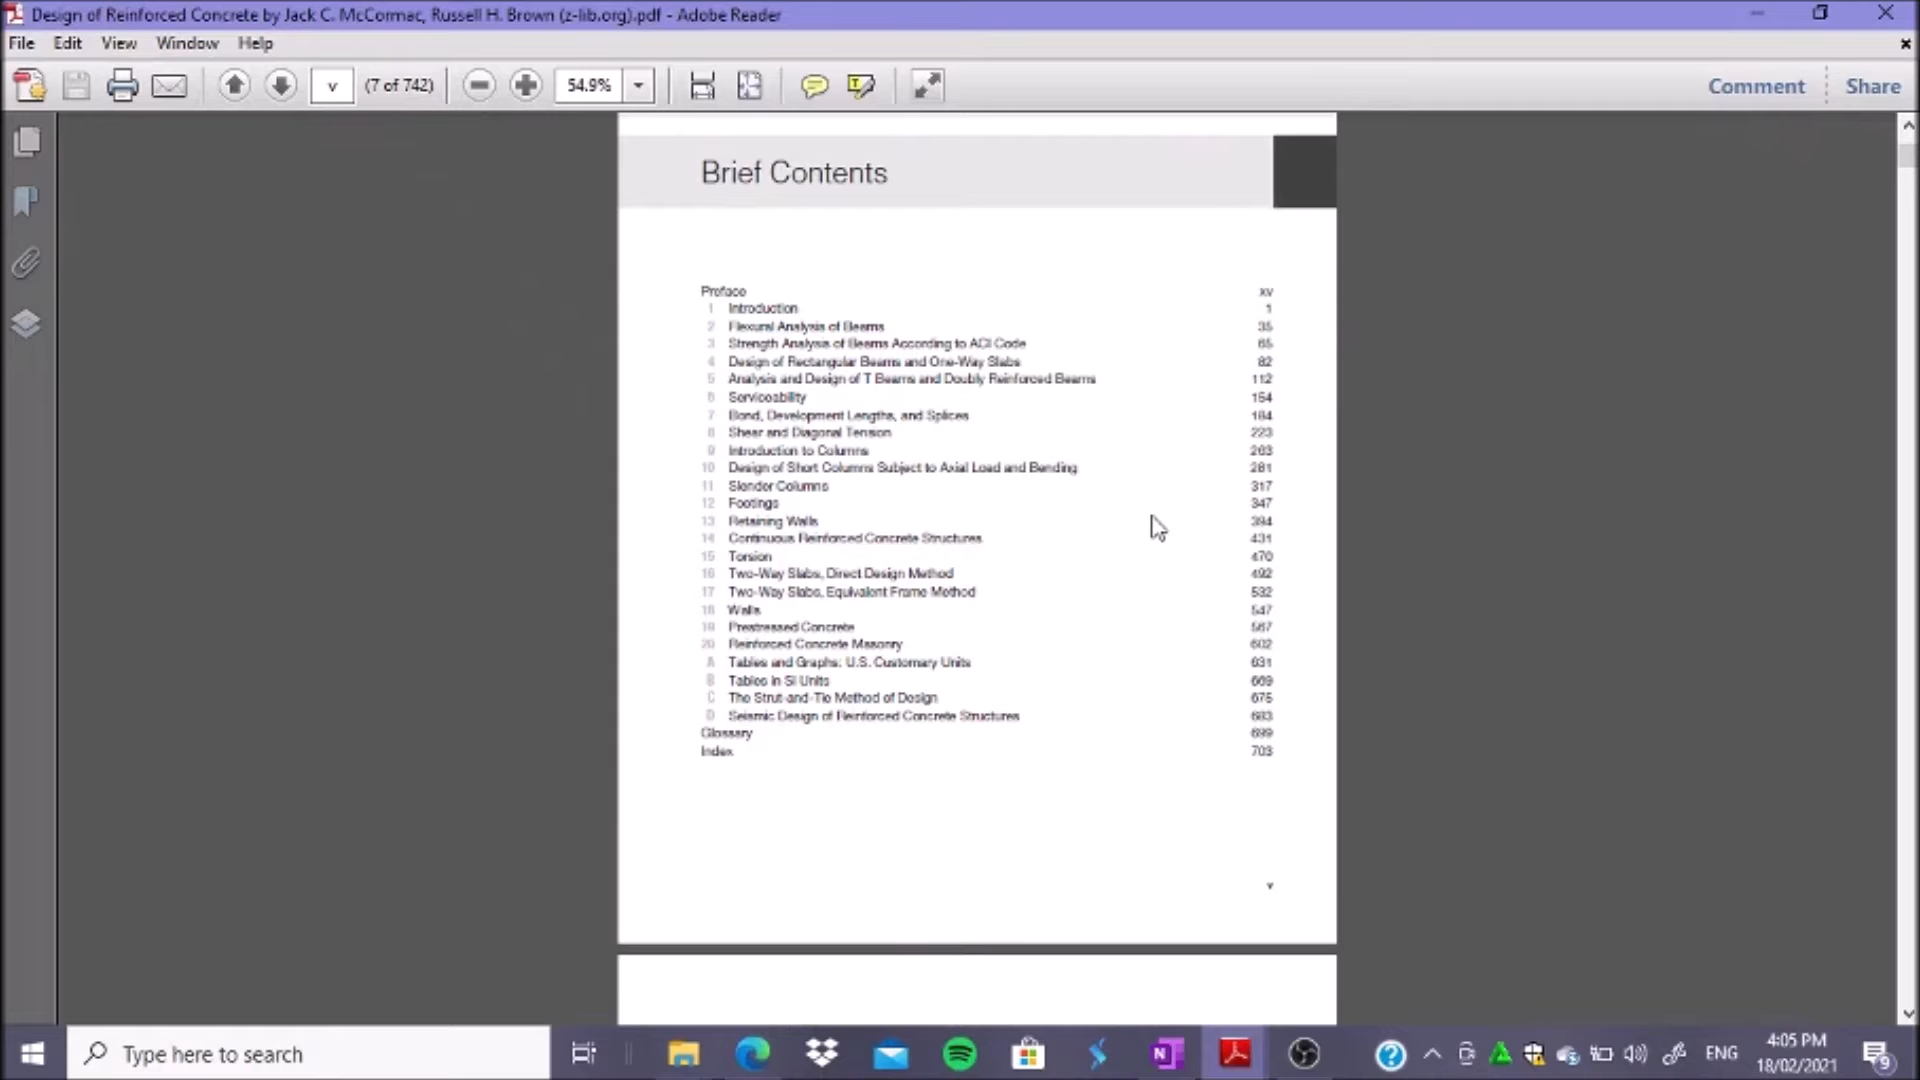 Design of Reinforced Concrete by Jack C. McCormac, Russell H. Brown (z-lib.org).pdf - Adobe Reader
File Edit View Window Help
v (7 of 742) 54.9% Comment Share
Brief Contents
Preface xv
1 Introduction 1
2 Flexural Analysis of Beams 35
3 Strength Analysis of Beams According to ACI Code 65
4 Design of Rectangular Beams and One-Way Slabs 82
5 Analysis and Design of T Beams and Doubly Reinforced Beams 112
6 Serviceability 154
7 Bond, Development Lengths, and Splices 184
8 Shear and Diagonal Tension 223
9 Introduction to Columns 263
10 Design of Short Columns Subject to Axial Load and Bending 281
11 Slender Columns 317
12 Footings 347
13 Retaining Walls 394
14 Continuous Reinforced Concrete Structures 431
15 Torsion 470
16 Two-Way Slabs, Direct Design Method 492
17 Two-Way Slabs, Equivalent Frame Method 532
18 Walls 547
19 Prestressed Concrete 567
20 Reinforced Concrete Masonry 602
A Tables and Graphs: U.S. Customary Units 631
B Tables in SI Units 669
C The Strut-and-Tie Method of Design 675
D Seismic Design of Reinforced Concrete Structures 683
Glossary 699
Index 703
v
Type here to search
ENG
4:05 PM
18/02/2021
9